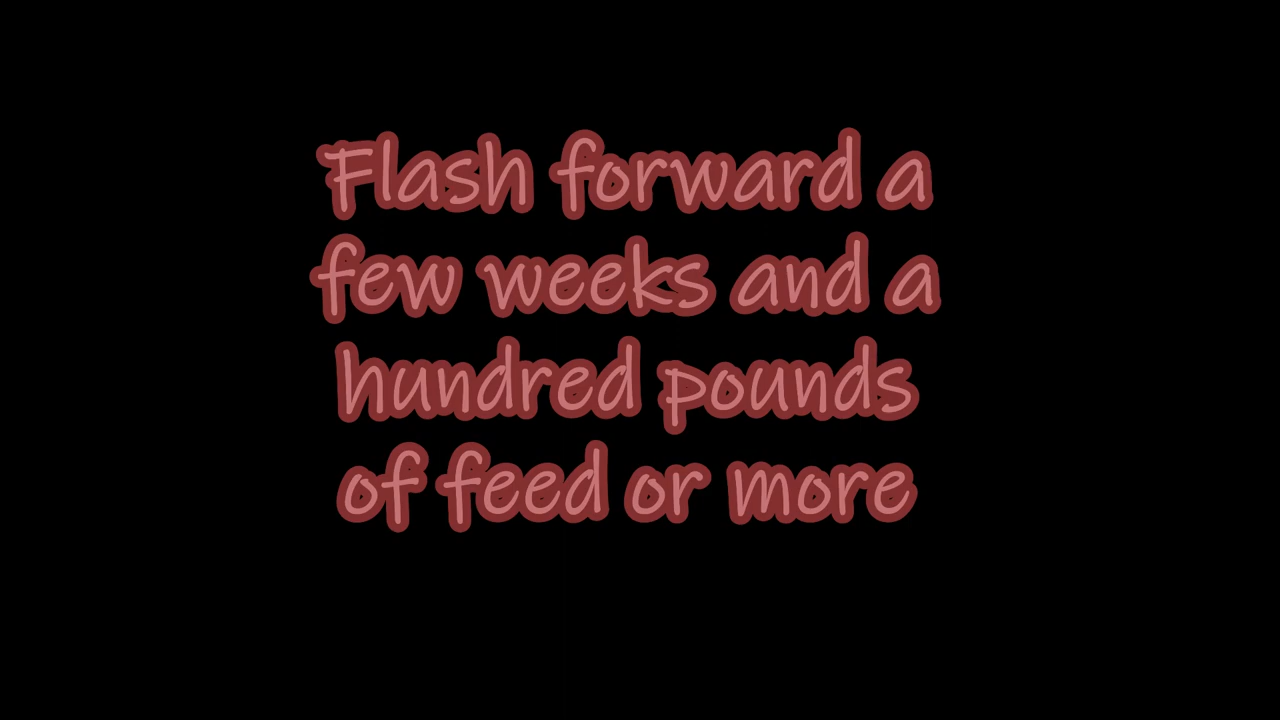 Flash forward a
few weeks and a
hundred pounds
of feed or more